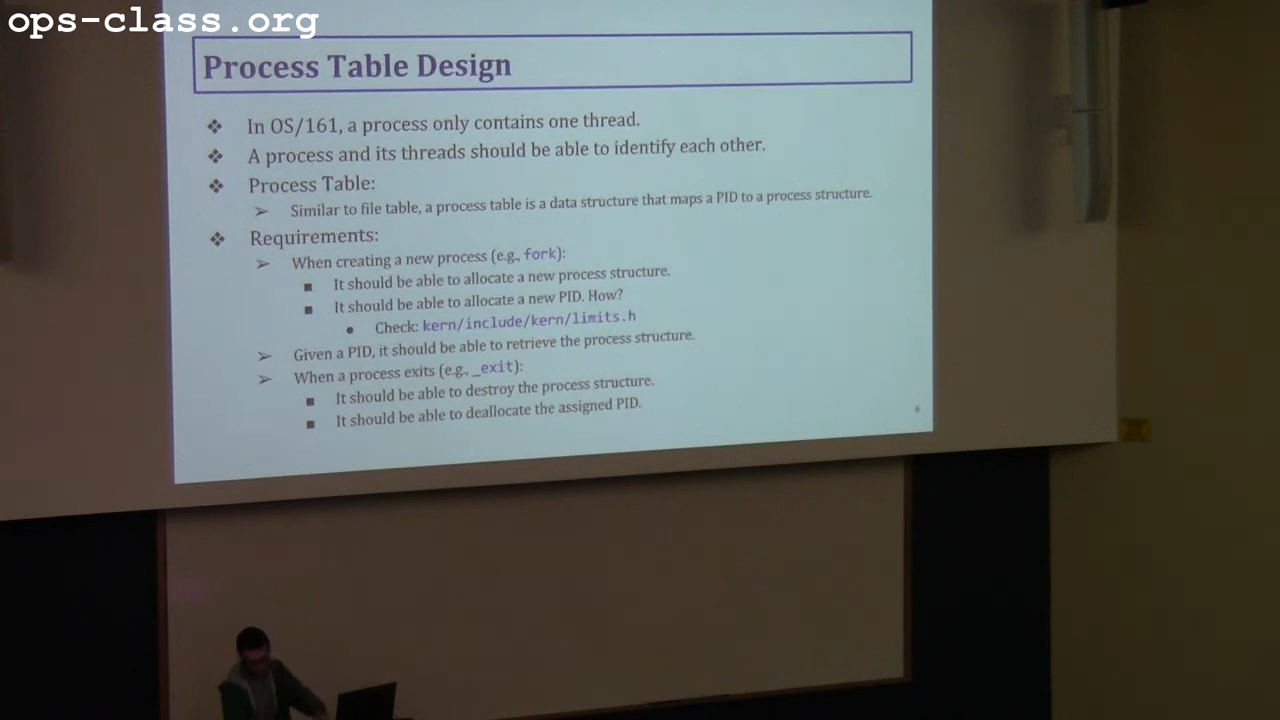 ops-class.org
Process Table Design
❖ In OS/161, a process only contains one thread.
❖ A process and its threads should be able to identify each other.
❖ Process Table:
➢ Similar to file table, a process table is a data structure that maps a PID to a process structure.
❖ Requirements:
➢ When creating a new process (e.g., fork):
■ It should be able to allocate a new process structure.
■ It should be able to allocate a new PID. How?
● Check: kern/include/kern/limits.h
➢ Given a PID, it should be able to retrieve the process structure.
➢ When a process exits (e.g., _exit):
■ It should be able to destroy the process structure.
■ It should be able to deallocate the assigned PID.
6